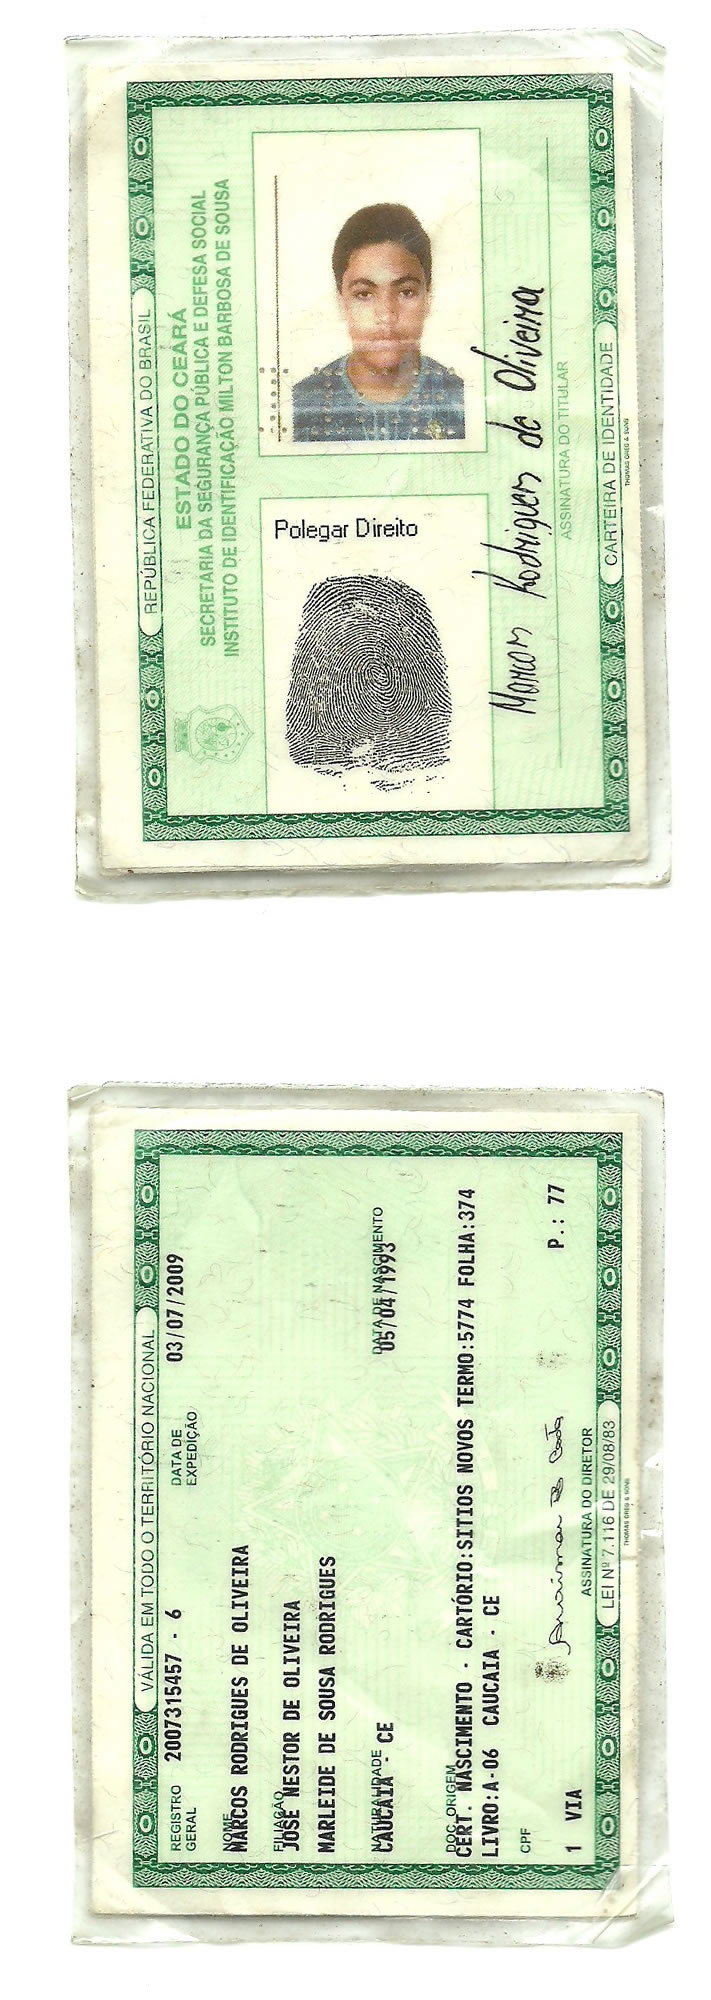 REPÚBLICA FEDERATIVA DO BRASIL
ESTADO DO CEARÁ
SECRETARIA DA SEGURANÇA PÚBLICA E DEFESA SOCIAL
INSTITUTO DE IDENTIFICAÇÃO MILTON BARBOSA DE SOUSA
Polegar Direito
Marcos Rodrigues de Oliveira
ASSINATURA DO TITULAR
CARTEIRA DE IDENTIDADE
THOMAS GREG & SONS
VÁLIDA EM TODO O TERRITÓRIO NACIONAL
REGISTRO GERAL 2007315457 - 6 DATA DE EXPEDIÇÃO 03/07/2009
NOME
MARCOS RODRIGUES DE OLIVEIRA
FILIAÇÃO
JOSE NESTOR DE OLIVEIRA
MARLEIDE DE SOUSA RODRIGUES
NATURALIDADE DATA DE NASCIMENTO
CAUCAIA - CE 05/04/1993
DOC ORIGEM
CERT. NASCIMENTO - CARTÓRIO:SITIOS NOVOS TERMO:5774 FOLHA:374
LIVRO:A-06 CAUCAIA - CE
CPF
1 VIA P.: 77
ASSINATURA DO DIRETOR
LEI Nº 7.116 DE 29/08/83
THOMAS GREG & SONS